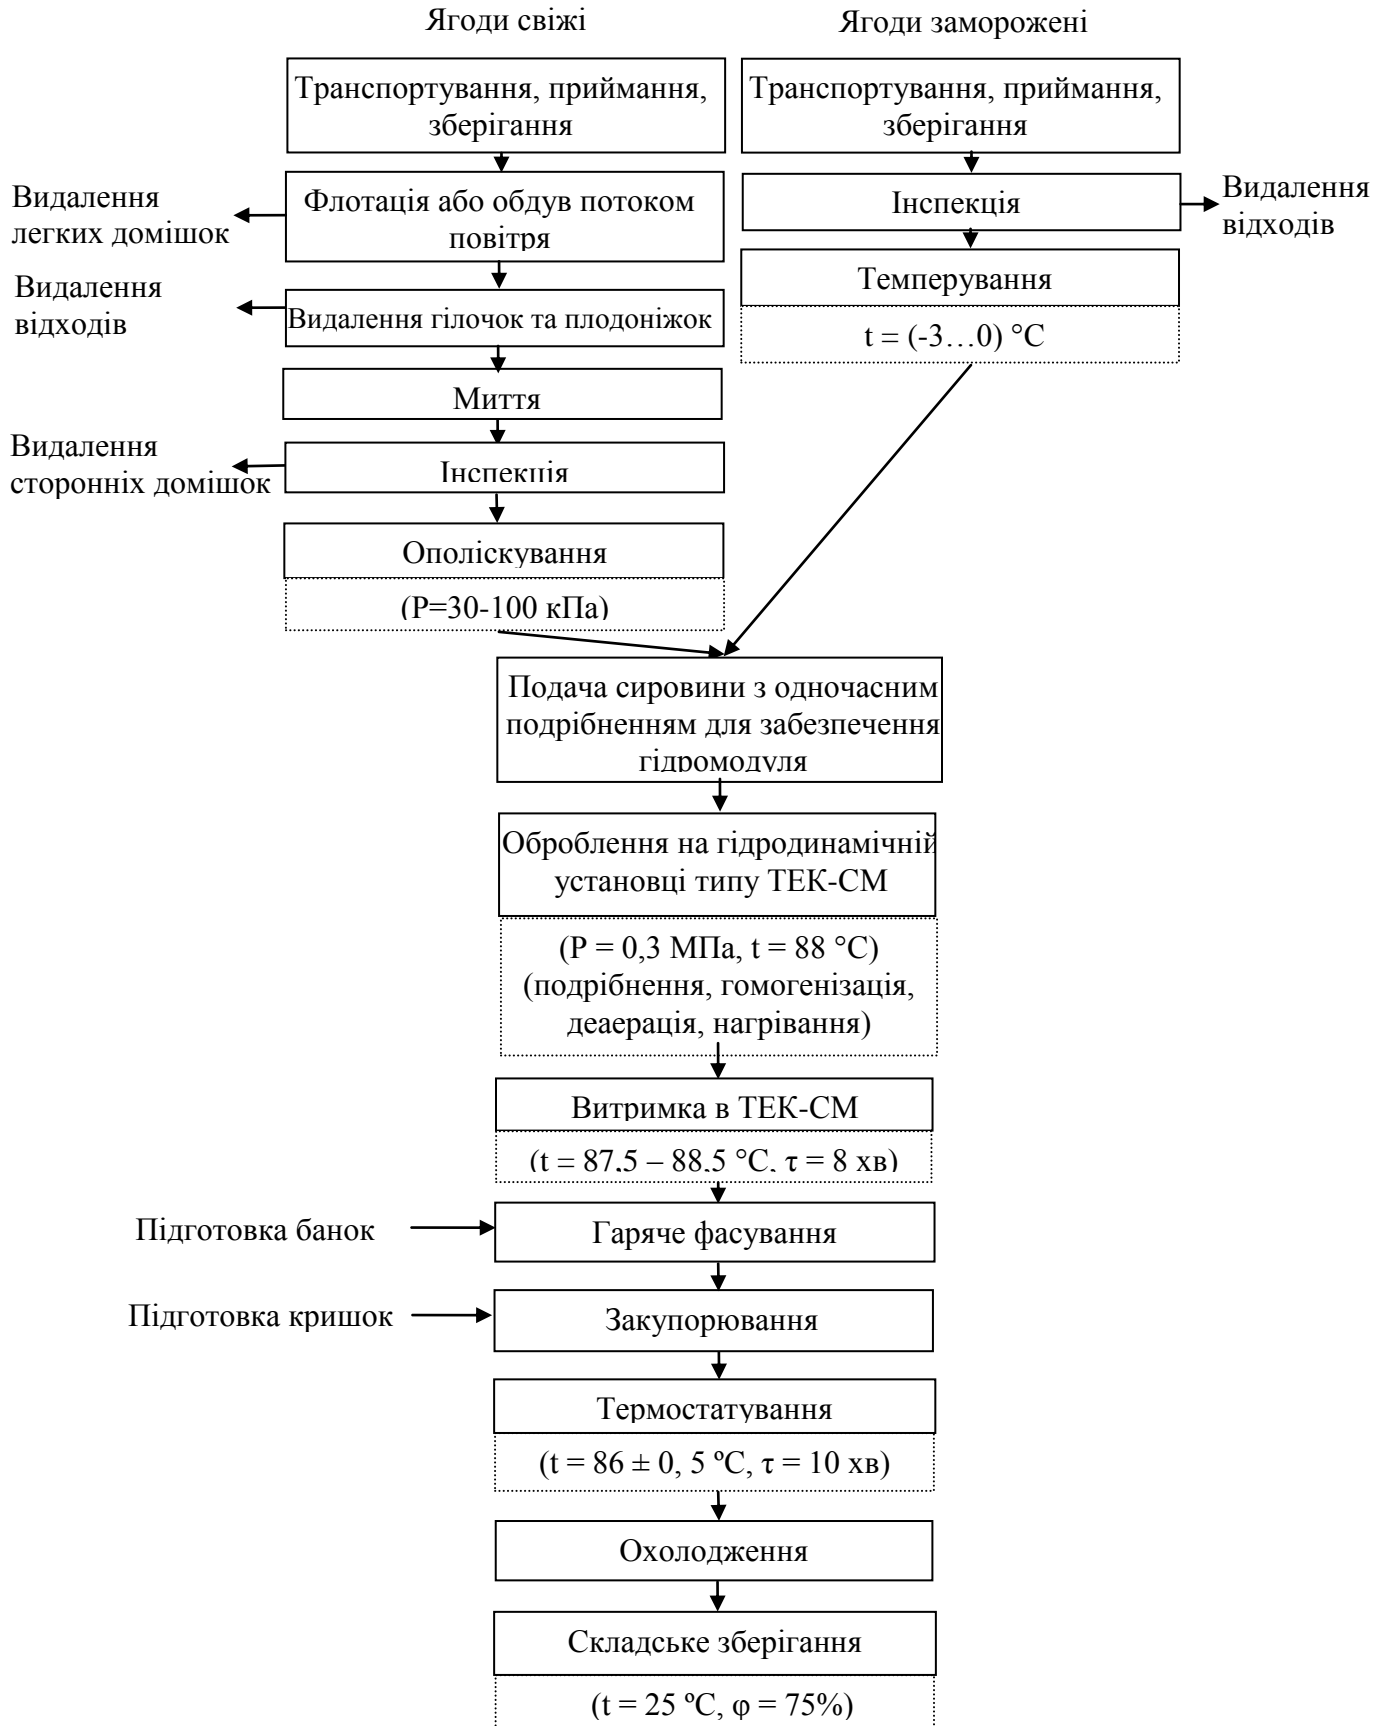 Ягоди свіжі
Ягоди заморожені
Транспортування, приймання,
зберігання
Транспортування, приймання,
зберігання
Видалення
легких домішок
Флотація або обдув потоком
повітря
Інспекція
Видалення
відходів
Видалення
відходів
Видалення гілочок та плодоніжок
Темперування
t = (-3…0) °C
Миття
Видалення
сторонніх домішок
Інспекція
Ополіскування
(Р=30-100 кПа)
Подача сировини з одночасним
подрібненням для забезпечення
гідромодуля
Оброблення на гідродинамічній
установці типу ТЕК-СМ
(Р = 0,3 МПа, t = 88 °C)
(подрібнення, гомогенізація,
деаерація, нагрівання)
Витримка в ТЕК-СМ
(t = 87,5 – 88,5 °C, τ = 8 хв)
Підготовка банок
Гаряче фасування
Підготовка кришок
Закупорювання
Термостатування
(t = 86 ± 0, 5 ºC, τ = 10 хв)
Охолодження
Складське зберігання
(t = 25 ºC, φ = 75%)